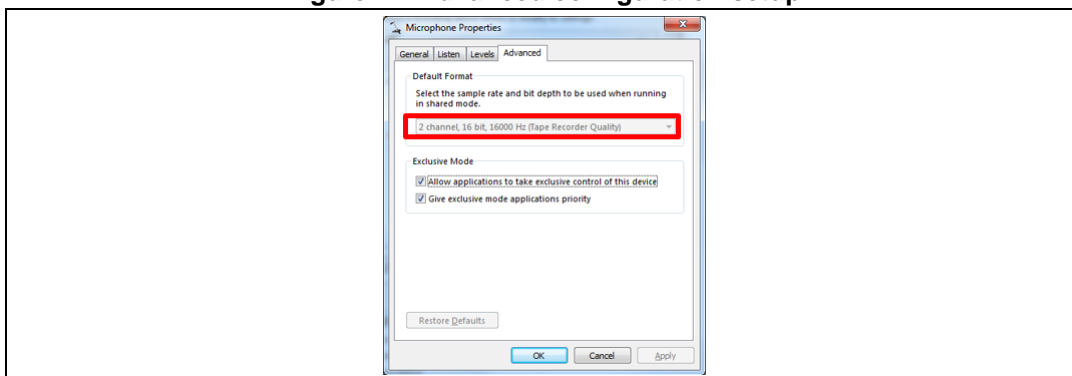 Microphone Properties
General Listen Levels Advanced
Default Format
Select the sample rate and bit depth to be used when running
in shared mode.
2 channel, 16 bit, 16000 Hz (Tape Recorder Quality)
Exclusive Mode
Allow applications to take exclusive control of this device
Give exclusive mode applications priority
Restore Defaults
OK Cancel Apply